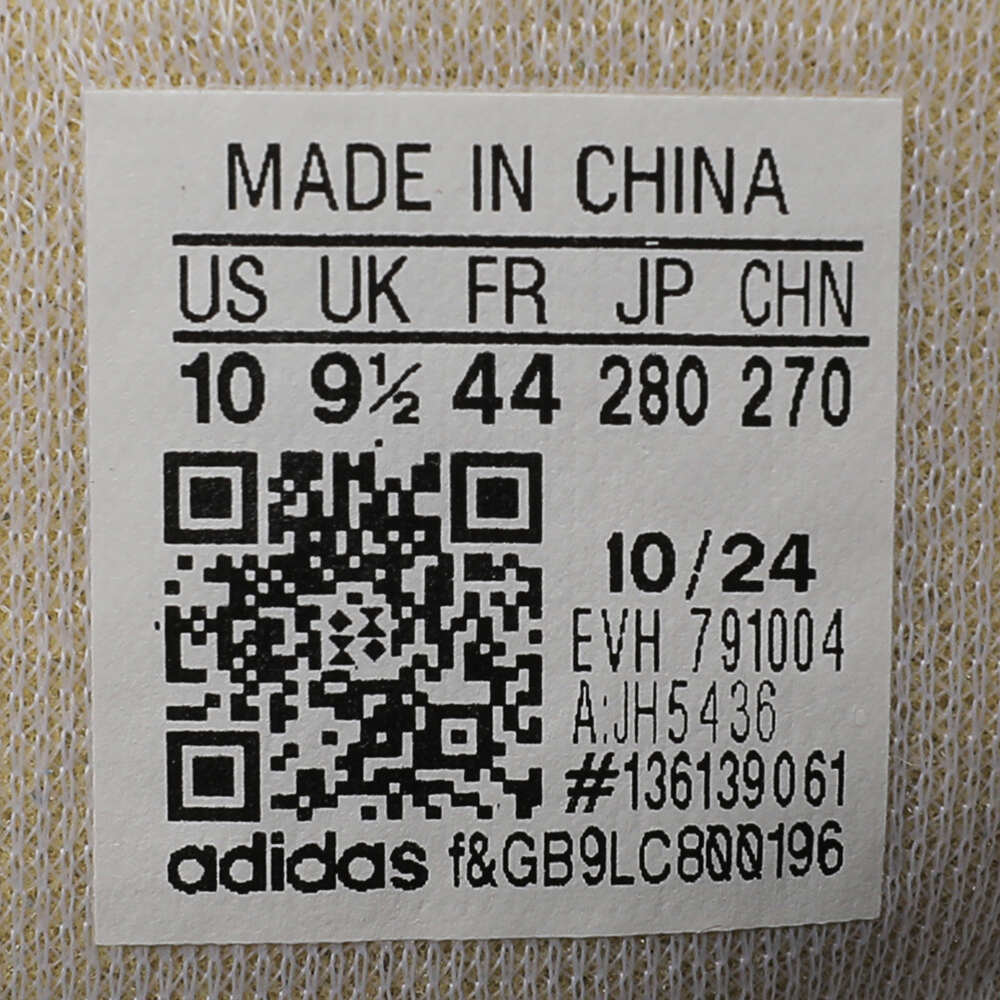 MADE IN CHINA
US UK FR JP CHN
10 9½ 44 280 270
10/24
EVH 791004
A:JH5436
#136139061
adidas f&GB9LC800196